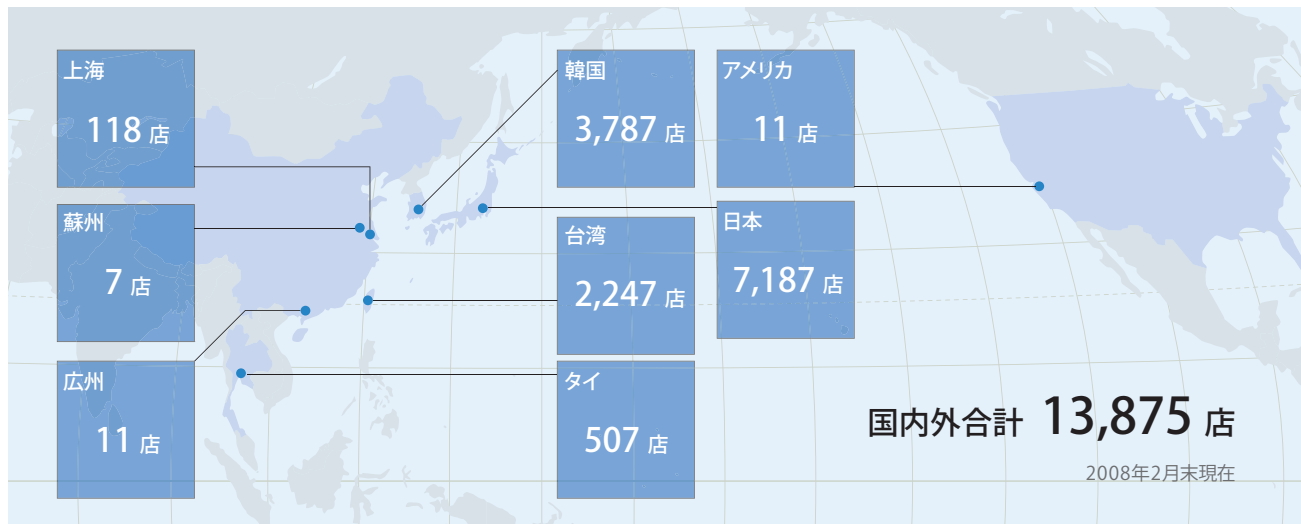 上海
118 店
蘇州
7 店
広州
11 店
韓国
3,787 店
台湾
2,247 店
タイ
507 店
アメリカ
11 店
日本
7,187 店
国内外合計 13,875 店
2008年2月末現在